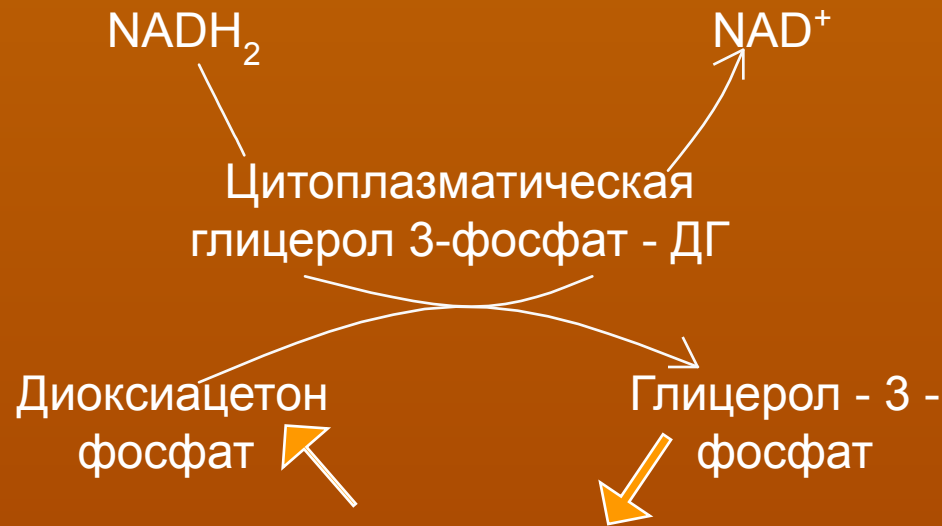 NADH₂
NAD⁺
Цитоплазматическая
глицерол 3-фосфат - ДГ
Диоксиацетон
фосфат
Глицерол - 3 -
фосфат